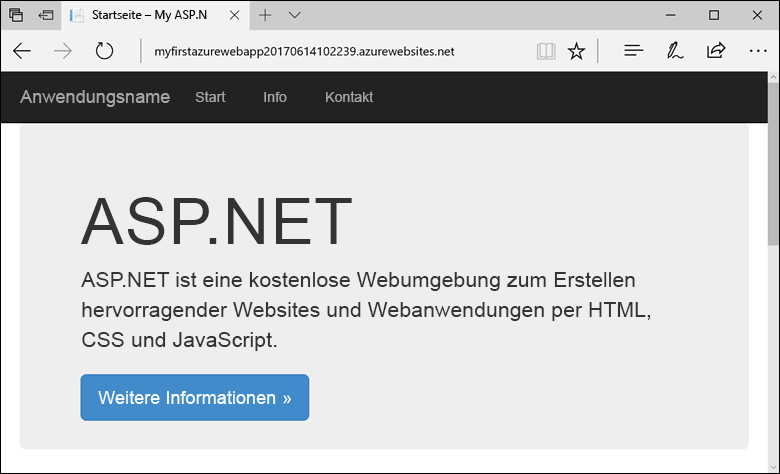 Startseite – My ASP.N
myfirstazurewebapp20170614102239.azurewebsites.net
Anwendungsname Start Info Kontakt
ASP.NET
ASP.NET ist eine kostenlose Webumgebung zum Erstellen
hervorragender Websites und Webanwendungen per HTML,
CSS und JavaScript.
Weitere Informationen »